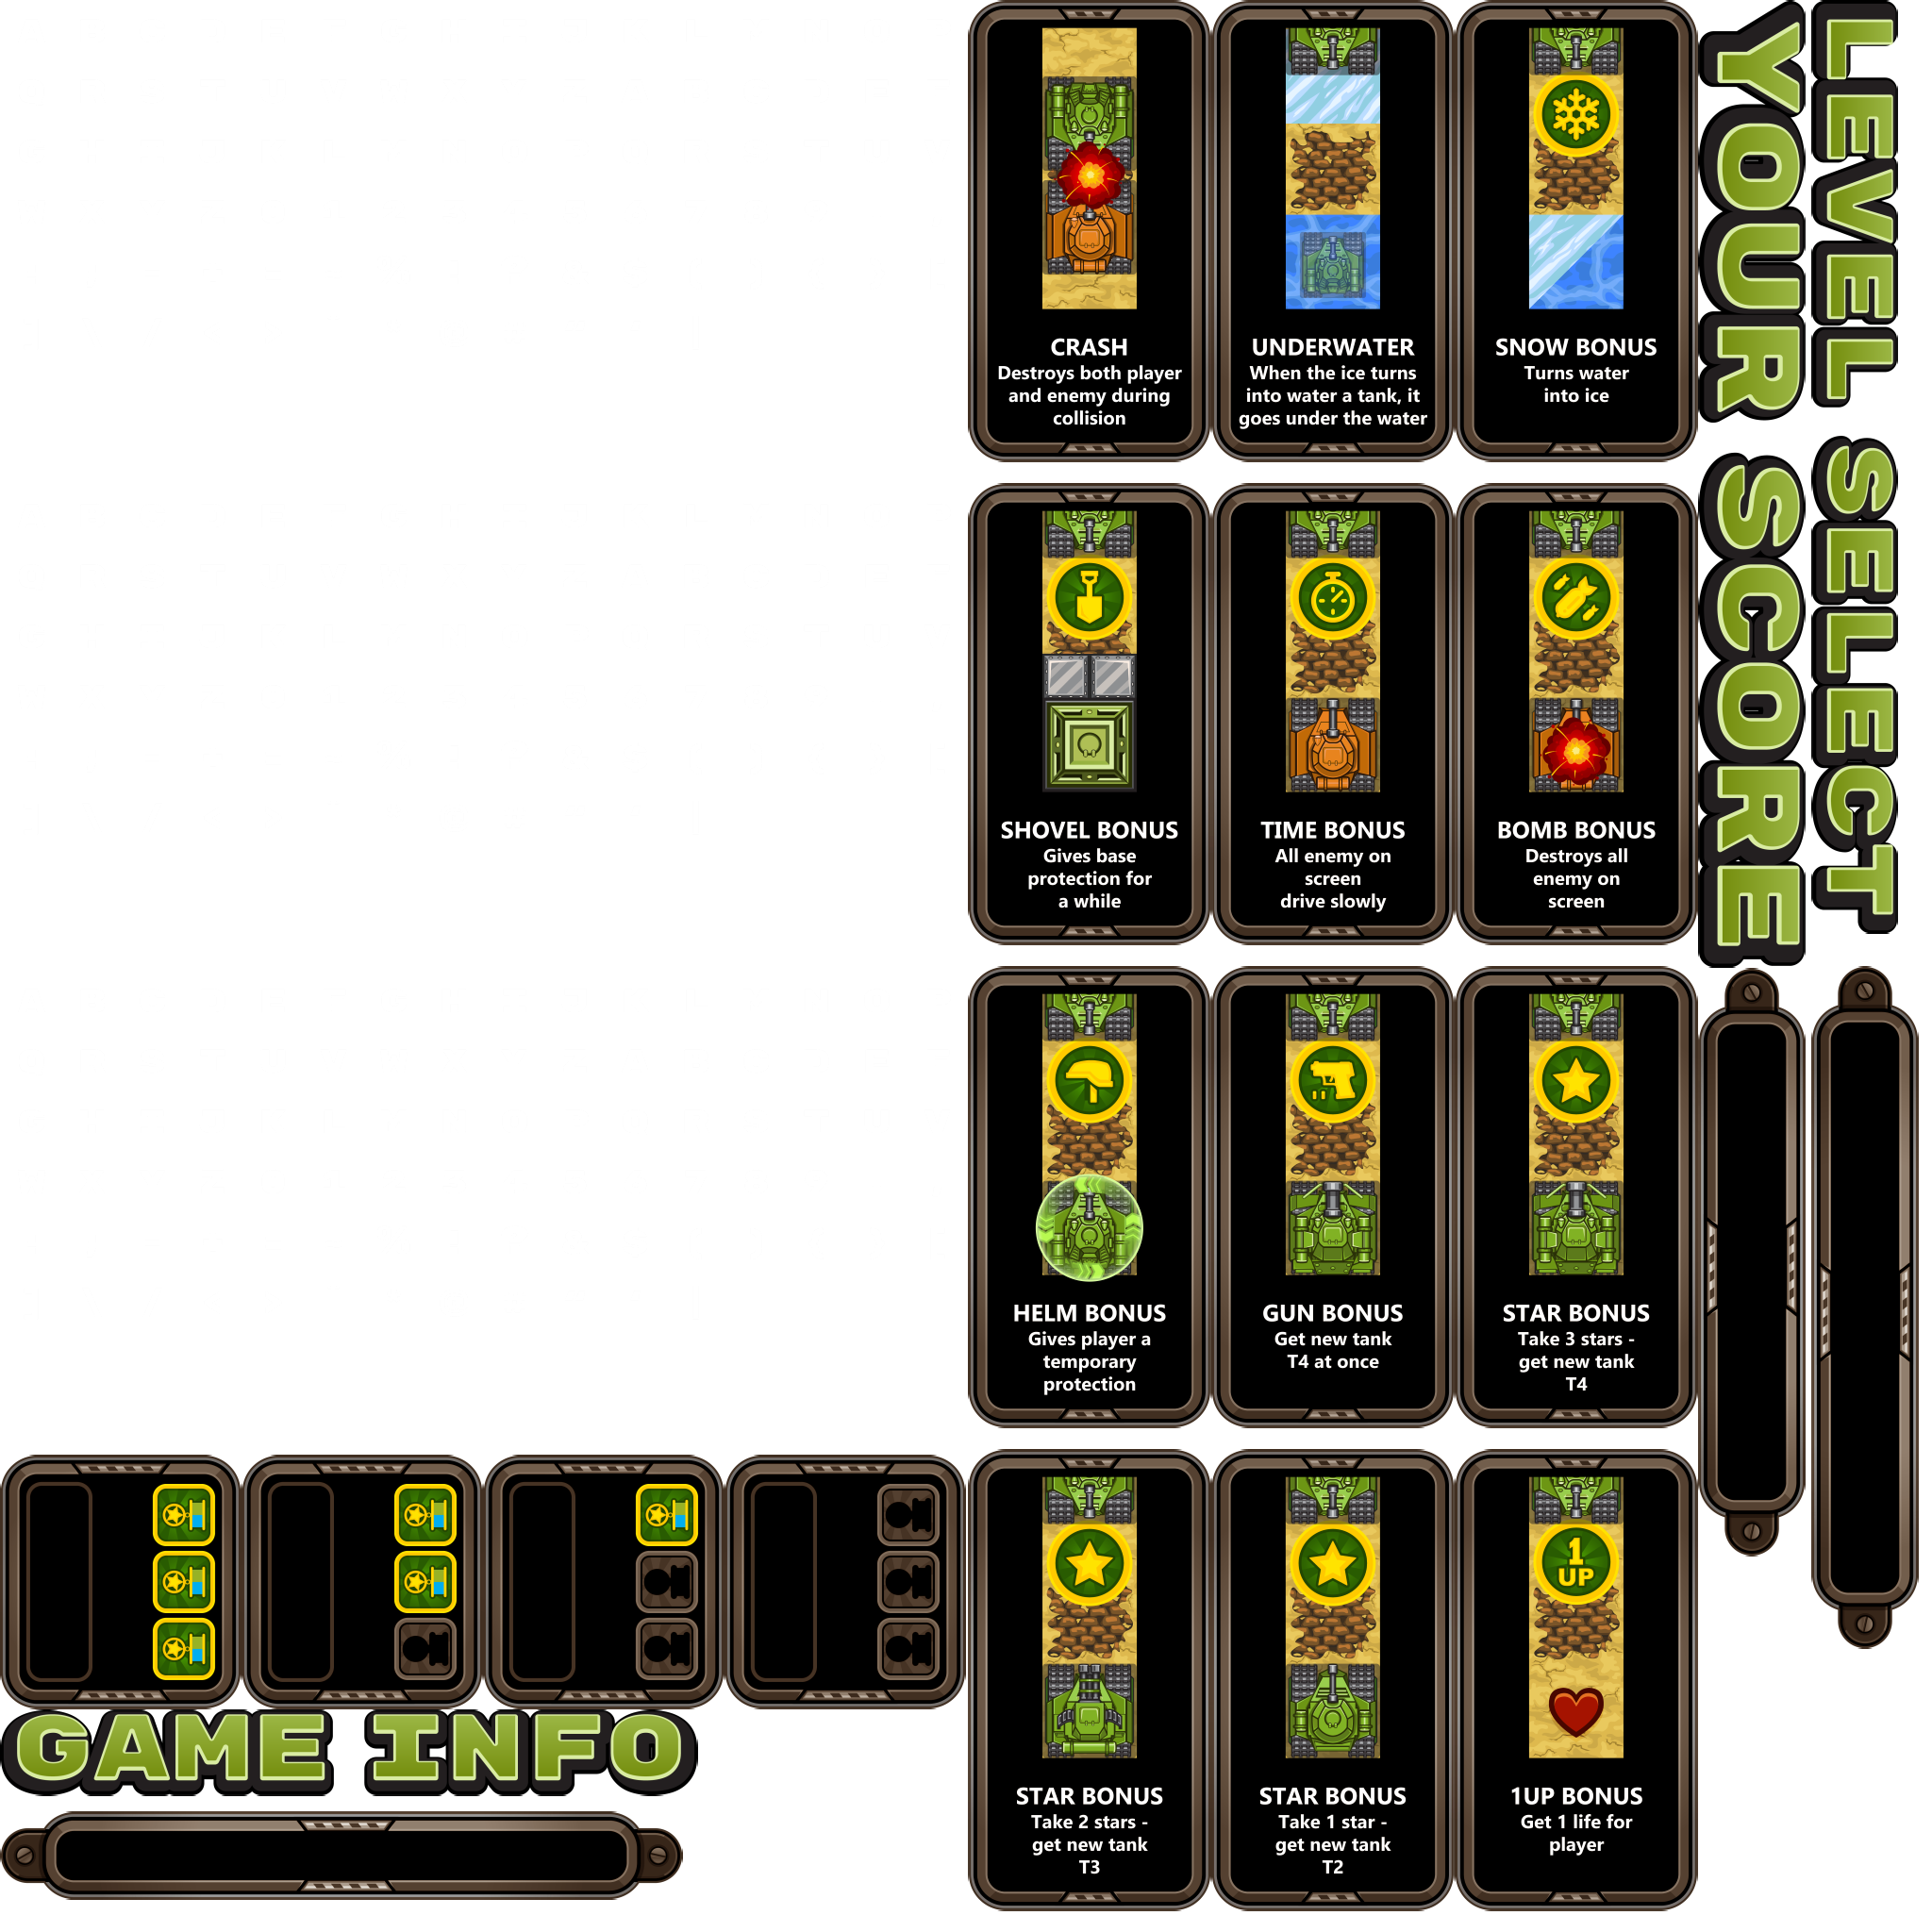 CRASH
Destroys both player
and enemy during
collision
UNDERWATER
When the ice turns
into water a tank, it
goes under the water
SNOW BONUS
Turns water
into ice
YOUR SCORE
LEVEL SELECT
SHOVEL BONUS
Gives base
protection for
a while
TIME BONUS
All enemy on
screen
drive slowly
BOMB BONUS
Destroys all
enemy on
screen
HELM BONUS
Gives player a
temporary
protection
GUN BONUS
Get new tank
T4 at once
STAR BONUS
Take 3 stars -
get new tank
T4
STAR BONUS
Take 2 stars -
get new tank
T3
STAR BONUS
Take 1 star -
get new tank
T2
1
UP
1UP BONUS
Get 1 life for
player
GAME INFO